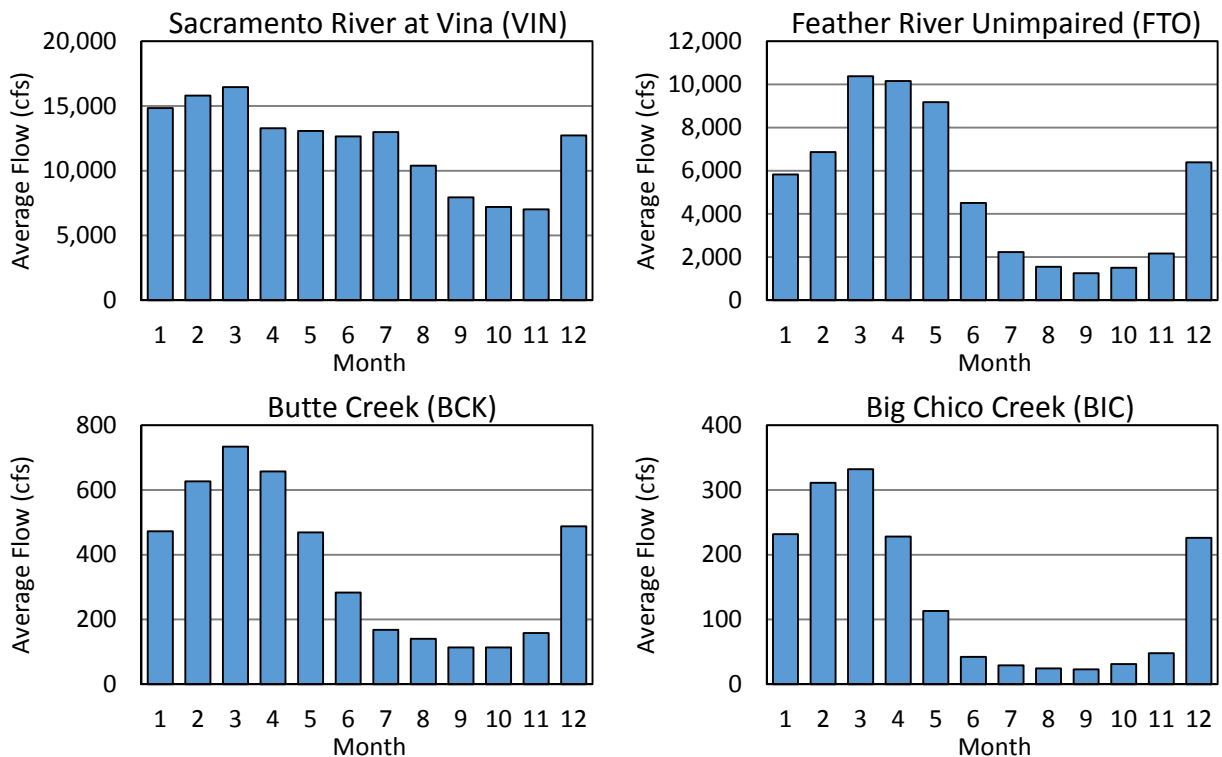 Sacramento River at Vina (VIN)
Average Flow (cfs)
20,000
15,000
10,000
5,000
0
1 2 3 4 5 6 7 8 9 10 11 12
Month
Feather River Unimpaired (FTO)
Average Flow (cfs)
12,000
10,000
8,000
6,000
4,000
2,000
0
1 2 3 4 5 6 7 8 9 10 11 12
Month
Butte Creek (BCK)
Average Flow (cfs)
800
600
400
200
0
1 2 3 4 5 6 7 8 9 10 11 12
Month
Big Chico Creek (BIC)
Average Flow (cfs)
400
300
200
100
0
1 2 3 4 5 6 7 8 9 10 11 12
Month